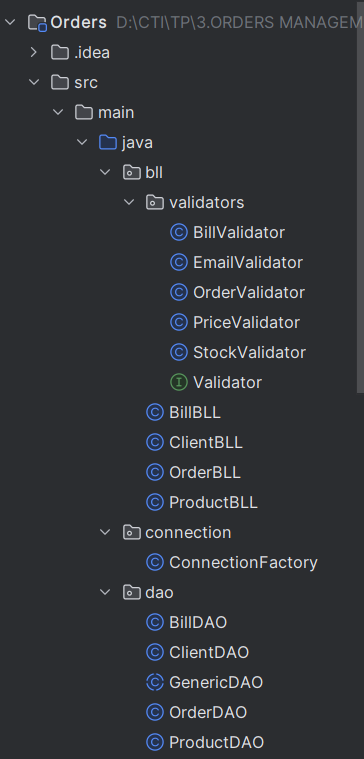 Orders D:\CTI\TP\3.ORDERS MANAGEM
.idea
src
main
java
bll
validators
C BillValidator
C EmailValidator
C OrderValidator
C PriceValidator
C StockValidator
I Validator
C BillBLL
C ClientBLL
C OrderBLL
C ProductBLL
connection
C ConnectionFactory
dao
C BillDAO
C ClientDAO
C GenericDAO
C OrderDAO
C ProductDAO